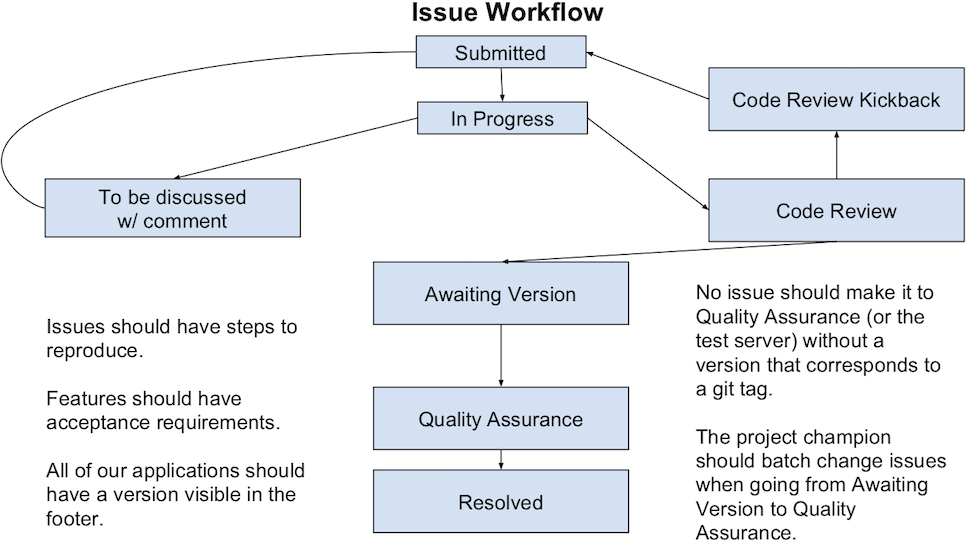 Issue Workflow
Submitted
In Progress
Code Review Kickback
To be discussed
w/ comment
Code Review
Awaiting Version
Quality Assurance
Resolved
Issues should have steps to
reproduce.
Features should have
acceptance requirements.
All of our applications should
have a version visible in the
footer.
No issue should make it to
Quality Assurance (or the
test server) without a
version that corresponds to
a git tag.
The project champion
should batch change issues
when going from Awaiting
Version to Quality
Assurance.